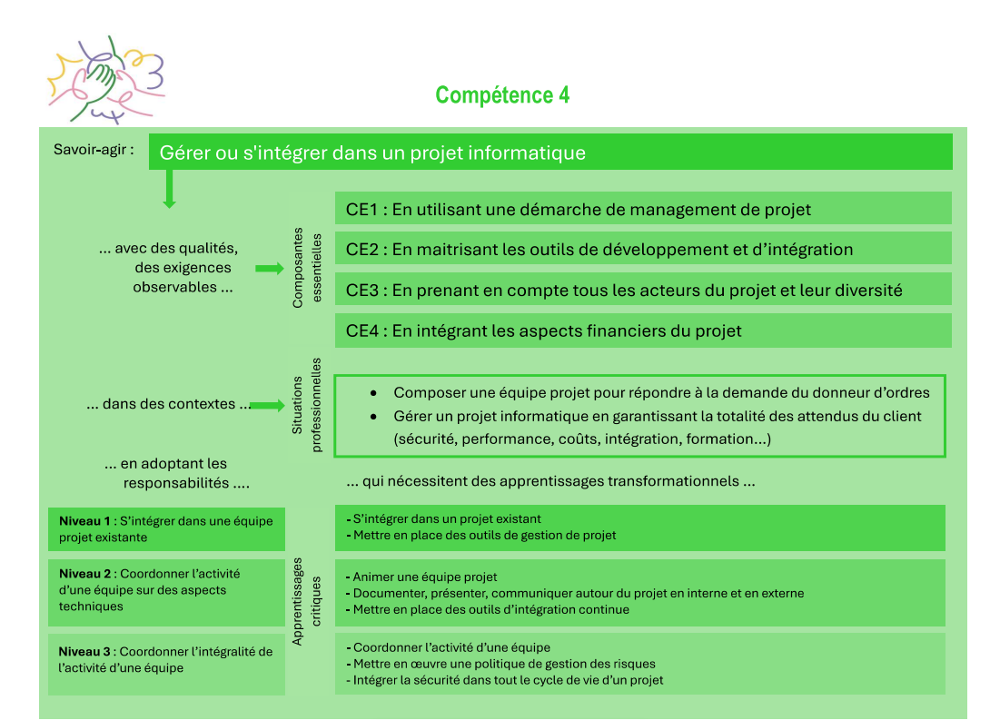 Compétence 4
Savoir-agir :
Gérer ou s'intégrer dans un projet informatique
... avec des qualités,
des exigences
observables ...
Composantes
essentielles
CE1 : En utilisant une démarche de management de projet
CE2 : En maitrisant les outils de développement et d’intégration
CE3 : En prenant en compte tous les acteurs du projet et leur diversité
CE4 : En intégrant les aspects financiers du projet
... dans des contextes ...
Situations
professionnelles
• Composer une équipe projet pour répondre à la demande du donneur d’ordres
• Gérer un projet informatique en garantissant la totalité des attendus du client
(sécurité, performance, coûts, intégration, formation...)
... en adoptant les
responsabilités ....
... qui nécessitent des apprentissages transformationnels ...
Niveau 1 : S’intégrer dans une équipe
projet existante
Apprentissages
critiques
- S’intégrer dans un projet existant
- Mettre en place des outils de gestion de projet
Niveau 2 : Coordonner l’activité
d’une équipe sur des aspects
techniques
- Animer une équipe projet
- Documenter, présenter, communiquer autour du projet en interne et en externe
- Mettre en place des outils d’intégration continue
Niveau 3 : Coordonner l’intégralité de
l’activité d’une équipe
- Coordonner l’activité d’une équipe
- Mettre en œuvre une politique de gestion des risques
- Intégrer la sécurité dans tout le cycle de vie d’un projet